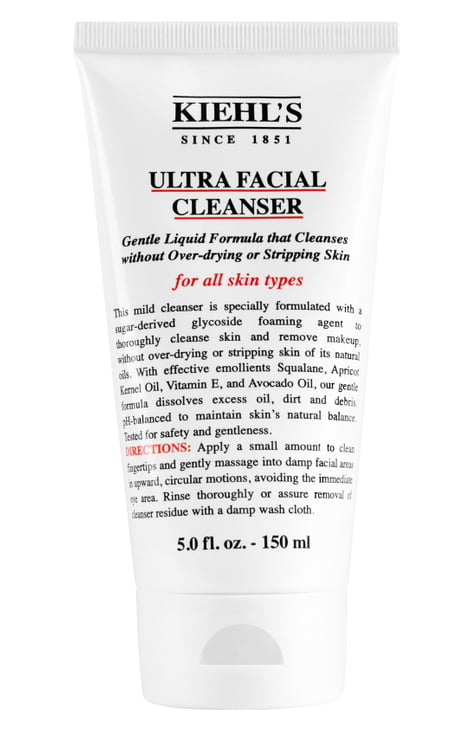 KIEHL'S
SINCE 1851
ULTRA FACIAL
CLEANSER
Gentle Liquid Formula that Cleanses
without Over-drying or Stripping Skin
for all skin types
This mild cleanser is specially formulated with a
sugar-derived glycoside foaming agent to
thoroughly cleanse skin and remove makeup,
without over-drying or stripping skin of its natural
oils. With effective emollients Squalane, Apricot
Kernel Oil, Vitamin E, and Avocado Oil, our gentle
formula dissolves excess oil, dirt and debris.
pH-balanced to maintain skin's natural balance.
Tested for safety and gentleness.
DIRECTIONS: Apply a small amount to clean
fingertips and gently massage into damp facial areas
in upward, circular motions, avoiding the immediate
eye area. Rinse thoroughly or assure removal of
cleanser residue with a damp wash cloth.
5.0 fl. oz. - 150 ml